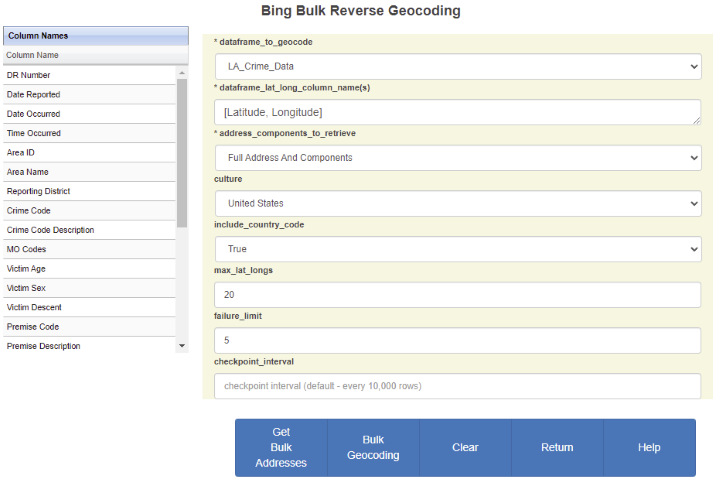 Bing Bulk Reverse Geocoding
Column Names
Column Name
DR Number
Date Reported
Date Occurred
Time Occurred
Area ID
Area Name
Reporting District
Crime Code
Crime Code Description
MO Codes
Victim Age
Victim Sex
Victim Descent
Premise Code
Premise Description
* dataframe_to_geocode
LA_Crime_Data
* dataframe_lat_long_column_name(s)
[Latitude, Longitude]
* address_components_to_retrieve
Full Address And Components
culture
United States
include_country_code
True
max_lat_longs
20
failure_limit
5
checkpoint_interval
checkpoint interval (default - every 10,000 rows)
Get
Bulk
Addresses
Bulk
Geocoding
Clear
Return
Help